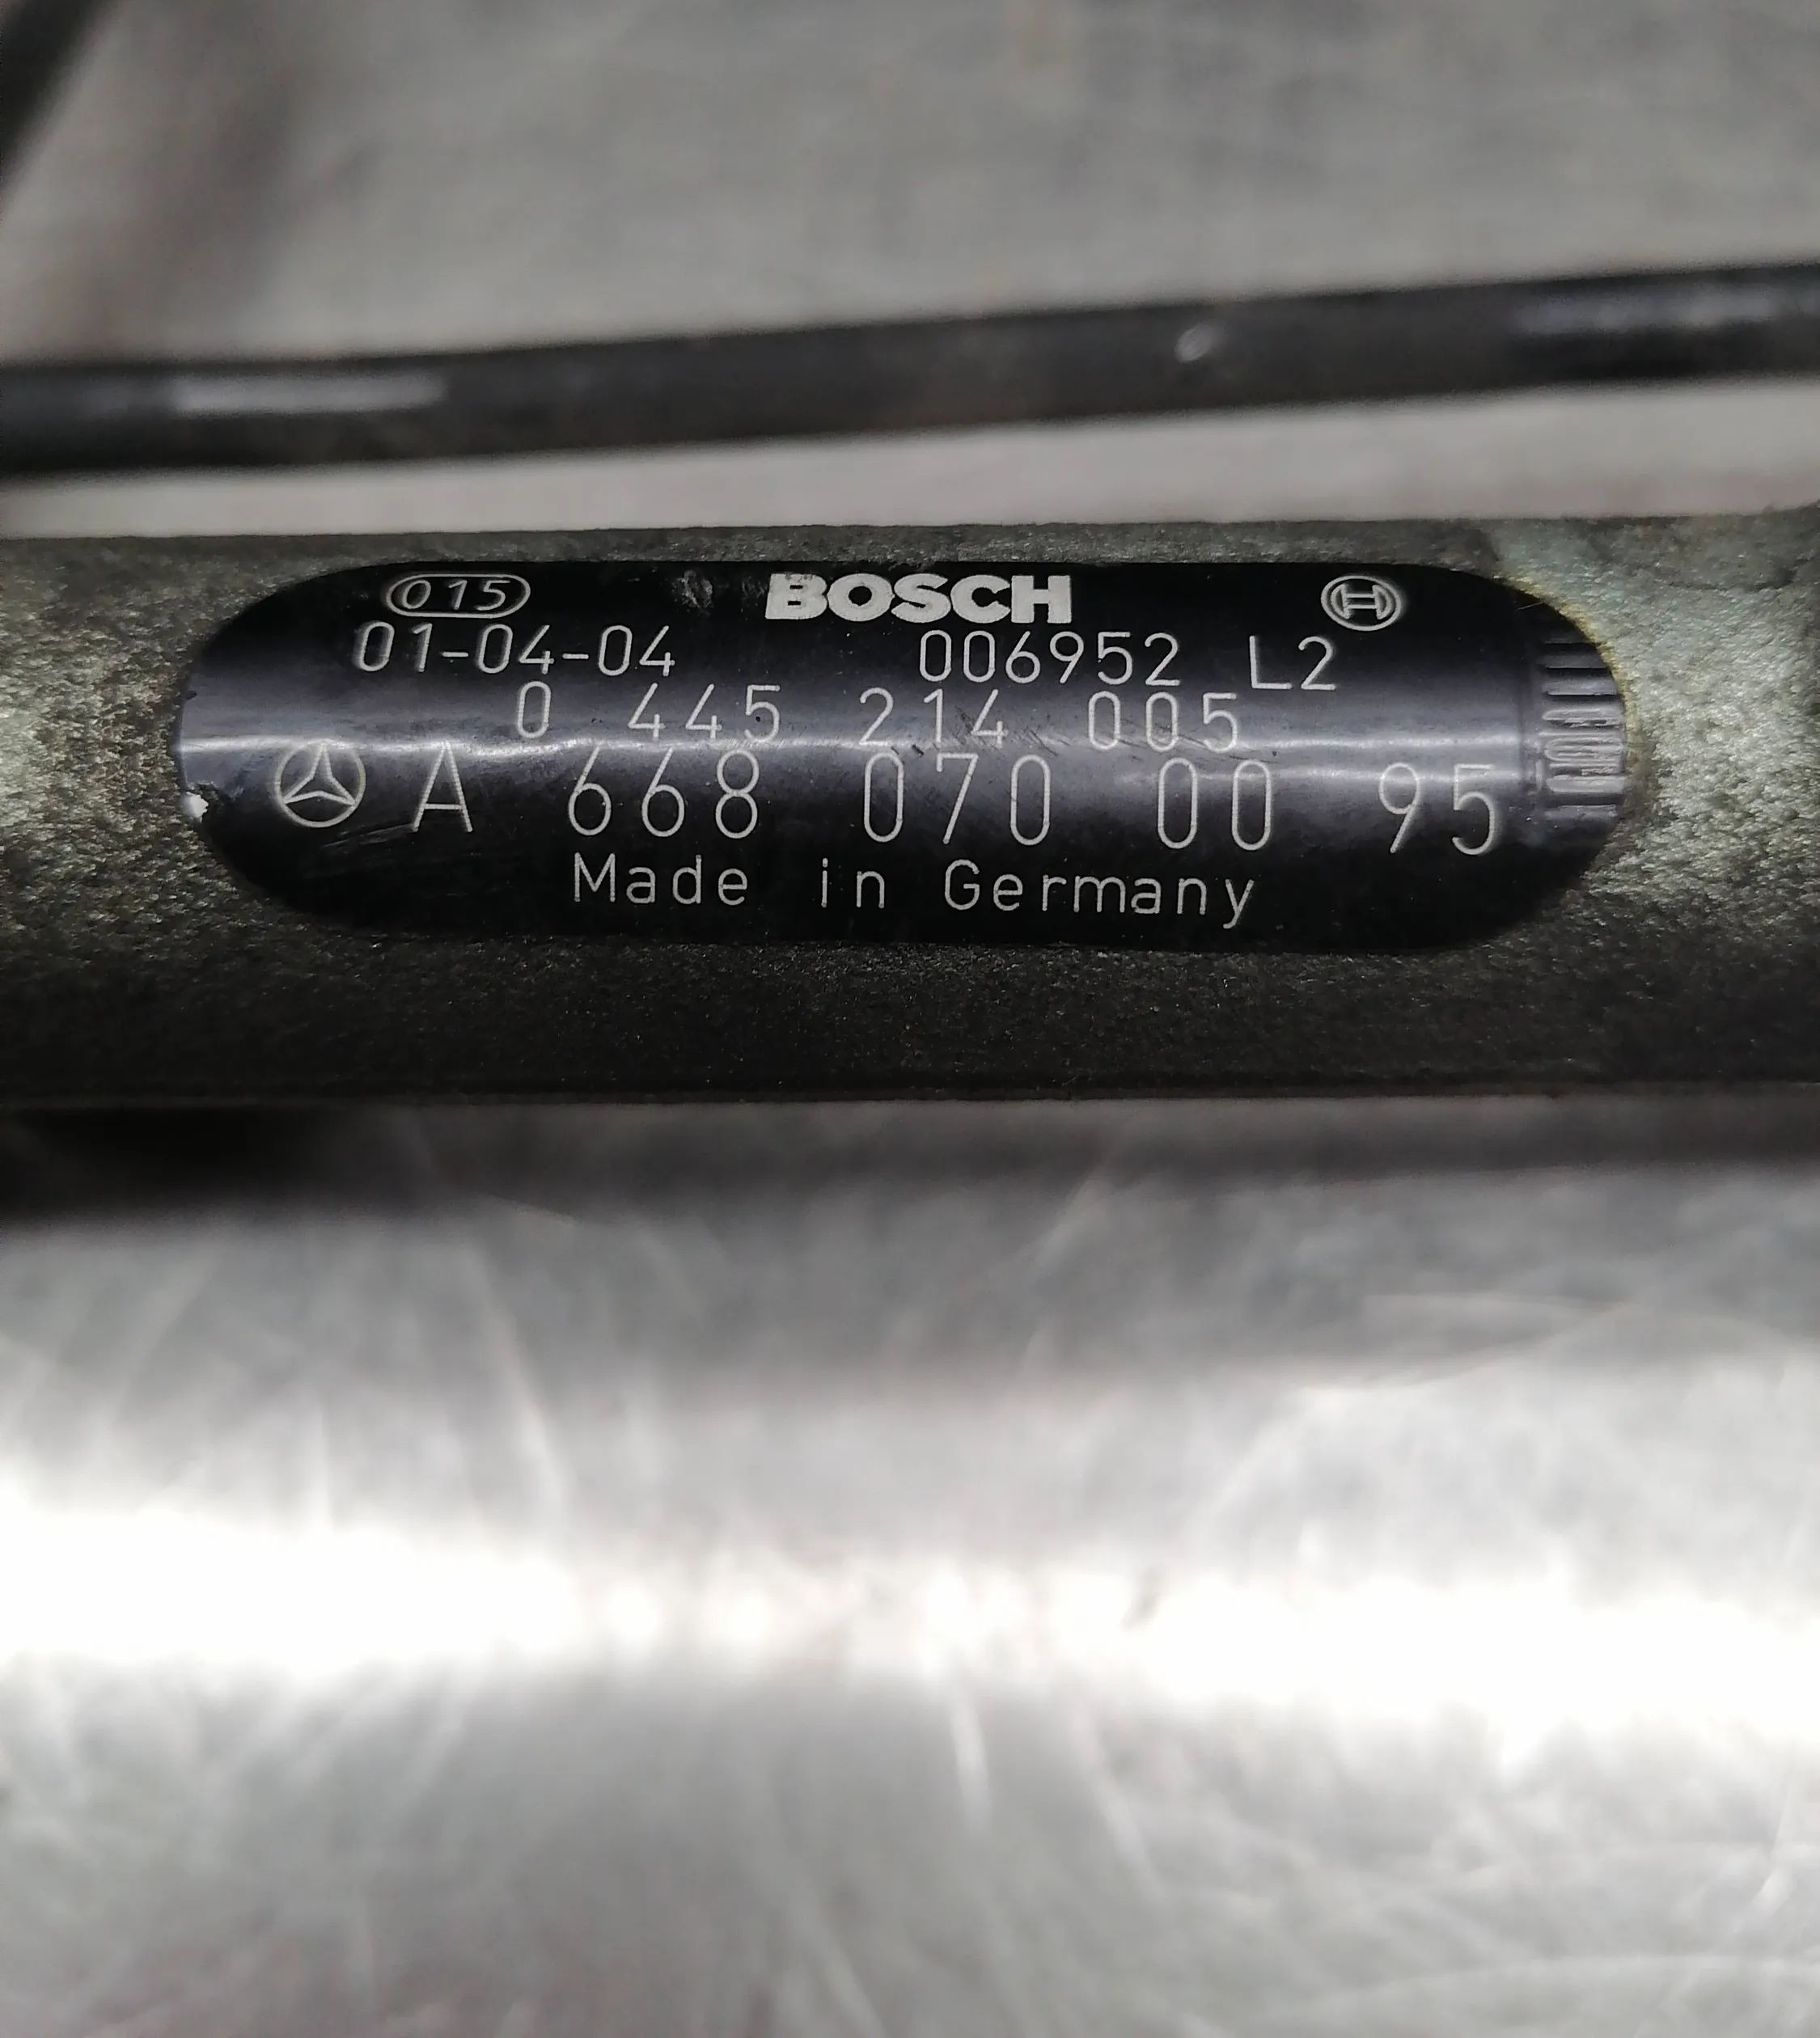 015 BOSCH
01-04-04 006952 L2
0 445 214 005
A 668 070 00 95
Made in Germany